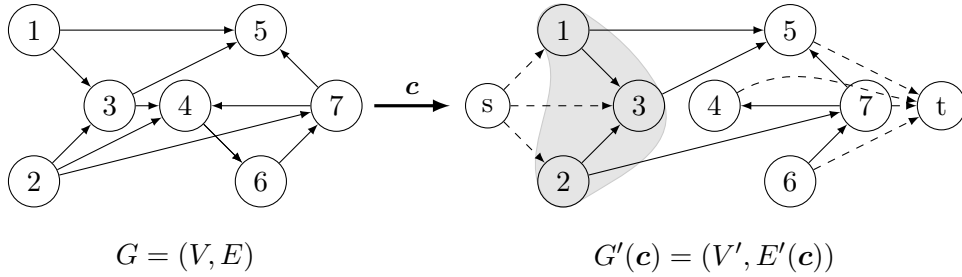 1 5 1 5
3 4 7 c s 3 4 7 t
2 6 2 6
G = (V, E) G′(c) = (V′, E′(c))